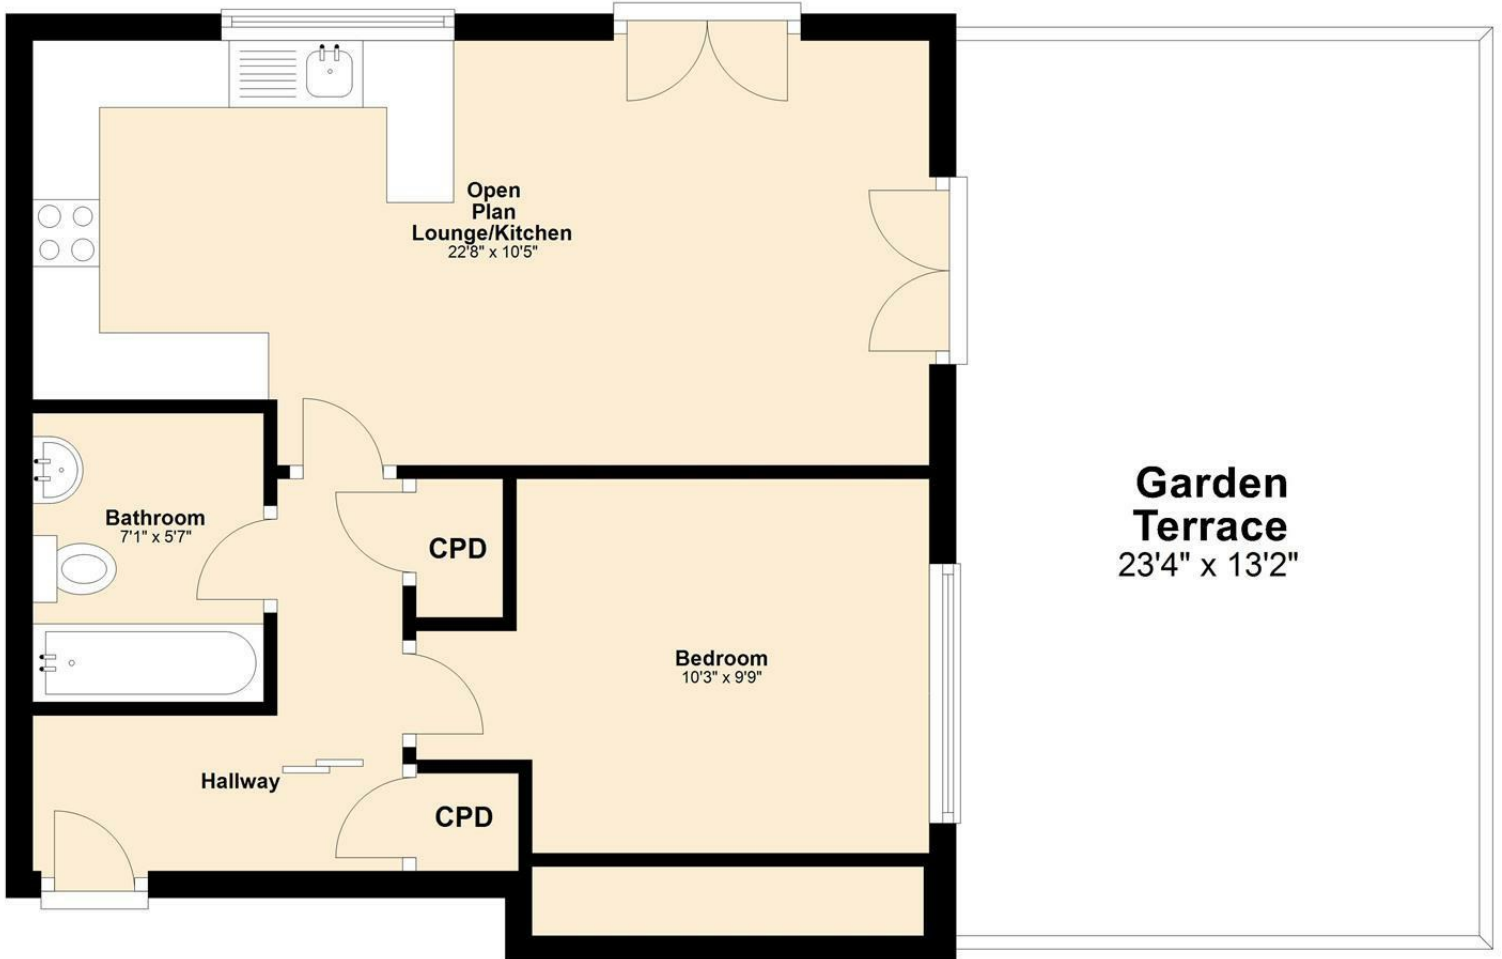 Open
Plan
Lounge/Kitchen
22'8" x 10'5"
Bathroom
7'1" x 5'7"
CPD
Garden
Terrace
23'4" x 13'2"
Bedroom
10'3" x 9'9"
Hallway
CPD